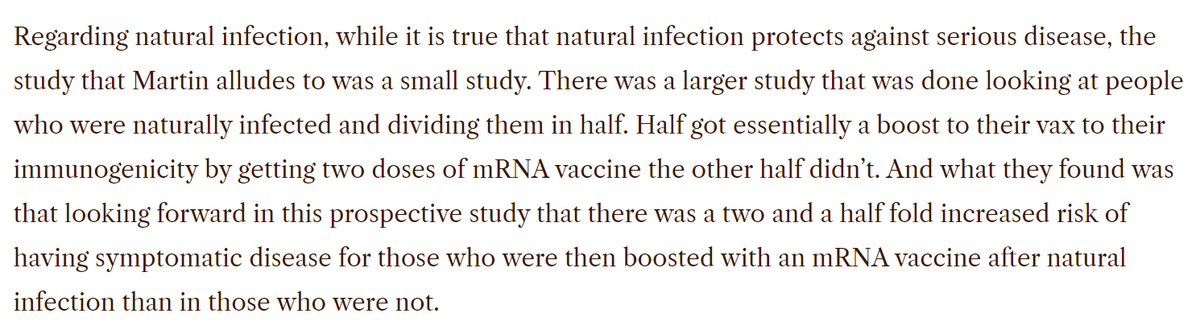 Regarding natural infection, while it is true that natural infection protects against serious disease, the
study that Martin alludes to was a small study. There was a larger study that was done looking at people
who were naturally infected and dividing them in half. Half got essentially a boost to their vax to their
immunogenicity by getting two doses of mRNA vaccine the other half didn’t. And what they found was
that looking forward in this prospective study that there was a two and a half fold increased risk of
having symptomatic disease for those who were then boosted with an mRNA vaccine after natural
infection than in those who were not.